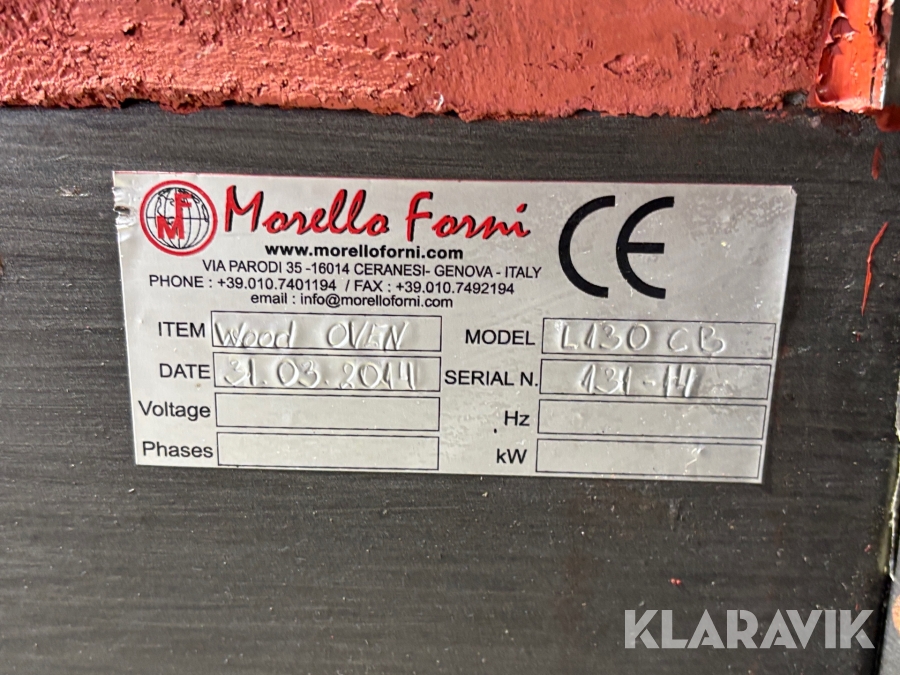 MF Morello Forni CE
www.morelloforni.com
VIA PARODI 35 -16014 CERANESI- GENOVA - ITALY
PHONE : +39.010.7401194 / FAX : +39.010.7492194
email : info@morelloforni.com
ITEM Wood OVEN MODEL L130 CB
DATE 31.03.2014 SERIAL N. 131-14
Voltage Hz
Phases kW
KLARAVIK